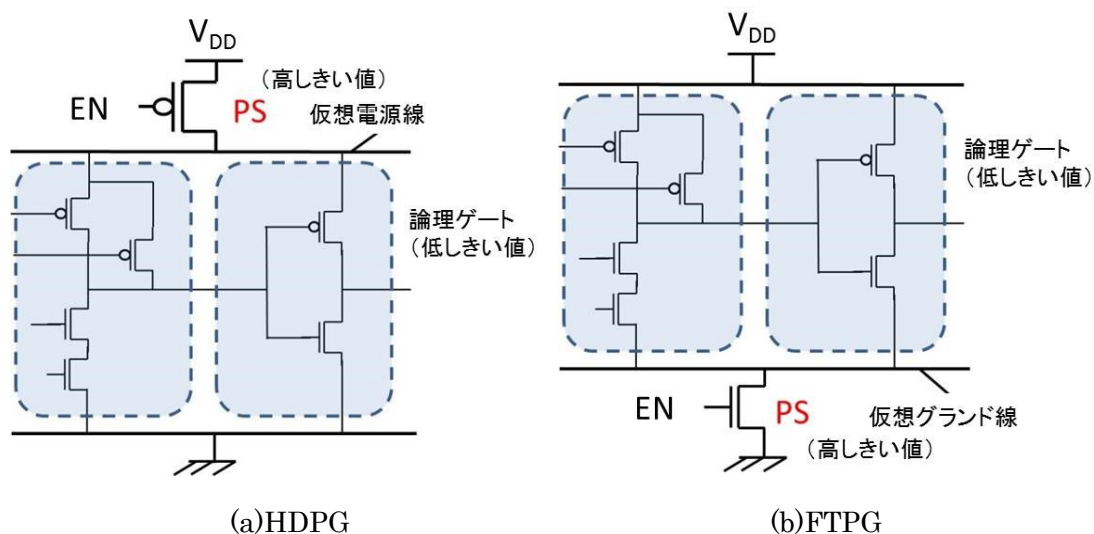 VDD
EN
PS
（高しきい値）
仮想電源線
論理ゲート
（低しきい値）
(a)HDPG
VDD
論理ゲート
（低しきい値）
EN
PS
（高しきい値）
仮想グランド線
(b)FTPG